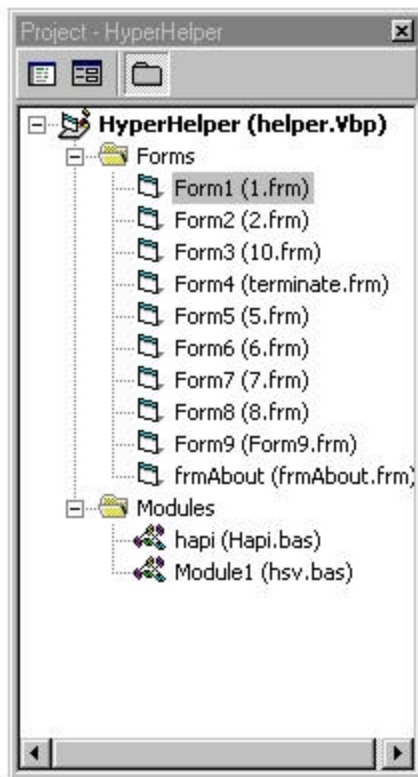 Project - HyperHelper
HyperHelper (helper.Vbp)
Forms
Form1 (1.frm)
Form2 (2.frm)
Form3 (10.frm)
Form4 (terminate.frm)
Form5 (5.frm)
Form6 (6.frm)
Form7 (7.frm)
Form8 (8.frm)
Form9 (Form9.frm)
frmAbout (frmAbout.frm)
Modules
hapi (Hapi.bas)
Module1 (hsv.bas)